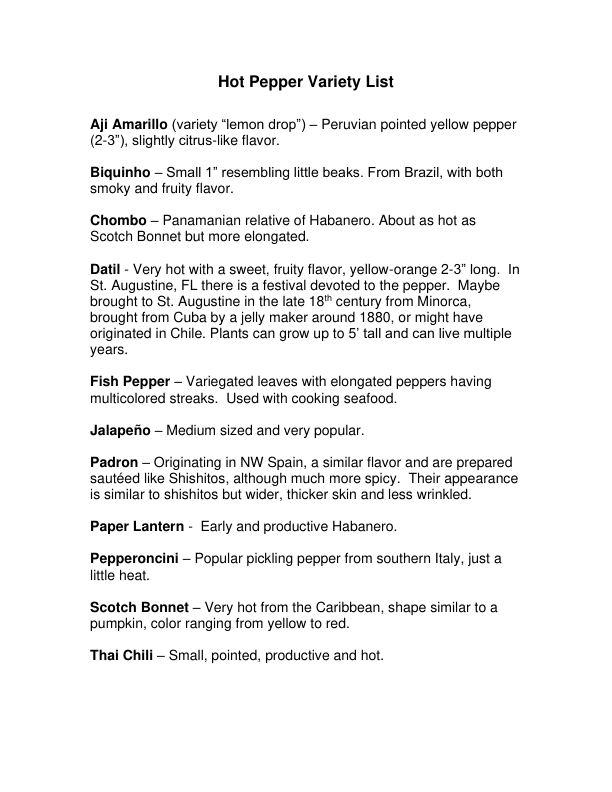 Hot Pepper Variety List
Aji Amarillo (variety “lemon drop”) – Peruvian pointed yellow pepper
(2-3”), slightly citrus-like flavor.
Biquinho – Small 1” resembling little beaks. From Brazil, with both
smoky and fruity flavor.
Chombo – Panamanian relative of Habanero. About as hot as
Scotch Bonnet but more elongated.
Datil - Very hot with a sweet, fruity flavor, yellow-orange 2-3” long.  In
St. Augustine, FL there is a festival devoted to the pepper.  Maybe
brought to St. Augustine in the late 18th century from Minorca,
brought from Cuba by a jelly maker around 1880, or might have
originated in Chile. Plants can grow up to 5’ tall and can live multiple
years.
Fish Pepper – Variegated leaves with elongated peppers having
multicolored streaks.  Used with cooking seafood.
Jalapeño – Medium sized and very popular.
Padron – Originating in NW Spain, a similar flavor and are prepared
sautéed like Shishitos, although much more spicy.  Their appearance
is similar to shishitos but wider, thicker skin and less wrinkled.
Paper Lantern -  Early and productive Habanero.
Pepperoncini – Popular pickling pepper from southern Italy, just a
little heat.
Scotch Bonnet – Very hot from the Caribbean, shape similar to a
pumpkin, color ranging from yellow to red.
Thai Chili – Small, pointed, productive and hot.